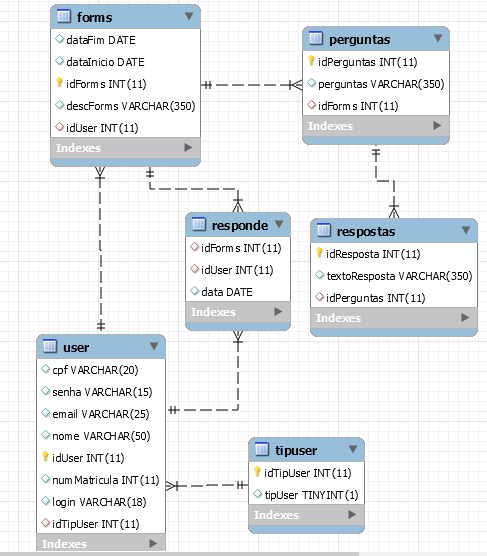 forms
dataFim DATE
dataInicio DATE
idForms INT(11)
descForms VARCHAR(350)
idUser INT(11)
Indexes
perguntas
idPerguntas INT(11)
perguntas VARCHAR(350)
idForms INT(11)
Indexes
responde
idForms INT(11)
idUser INT(11)
data DATE
Indexes
respostas
idResposta INT(11)
textoResposta VARCHAR(350)
idPerguntas INT(11)
Indexes
user
cpf VARCHAR(20)
senha VARCHAR(15)
email VARCHAR(25)
nome VARCHAR(50)
idUser INT(11)
numMatricula INT(11)
login VARCHAR(18)
idTipUser INT(11)
Indexes
tipuser
idTipUser INT(11)
tipUser TINYINT(1)
Indexes